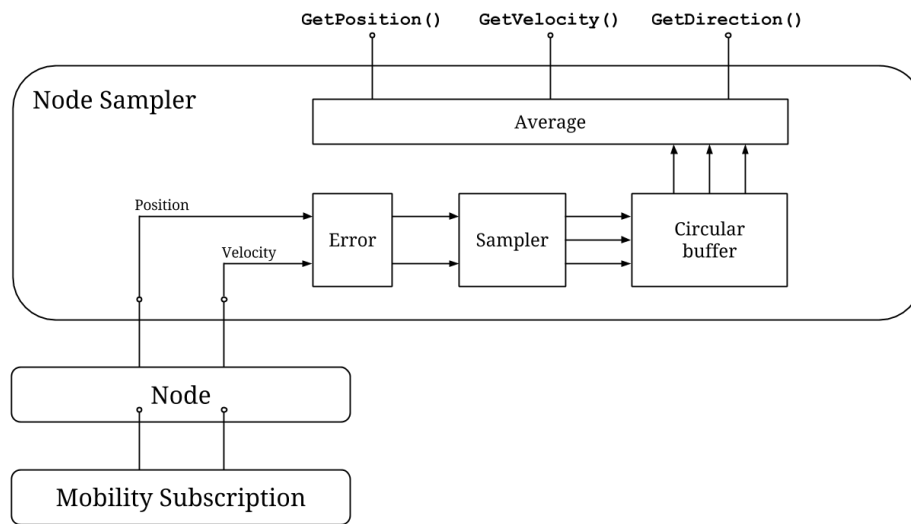 GetPosition() GetVelocity() GetDirection()
Node Sampler
Average
Position
Velocity
Error
Sampler
Circular
buffer
Node
Mobility Subscription